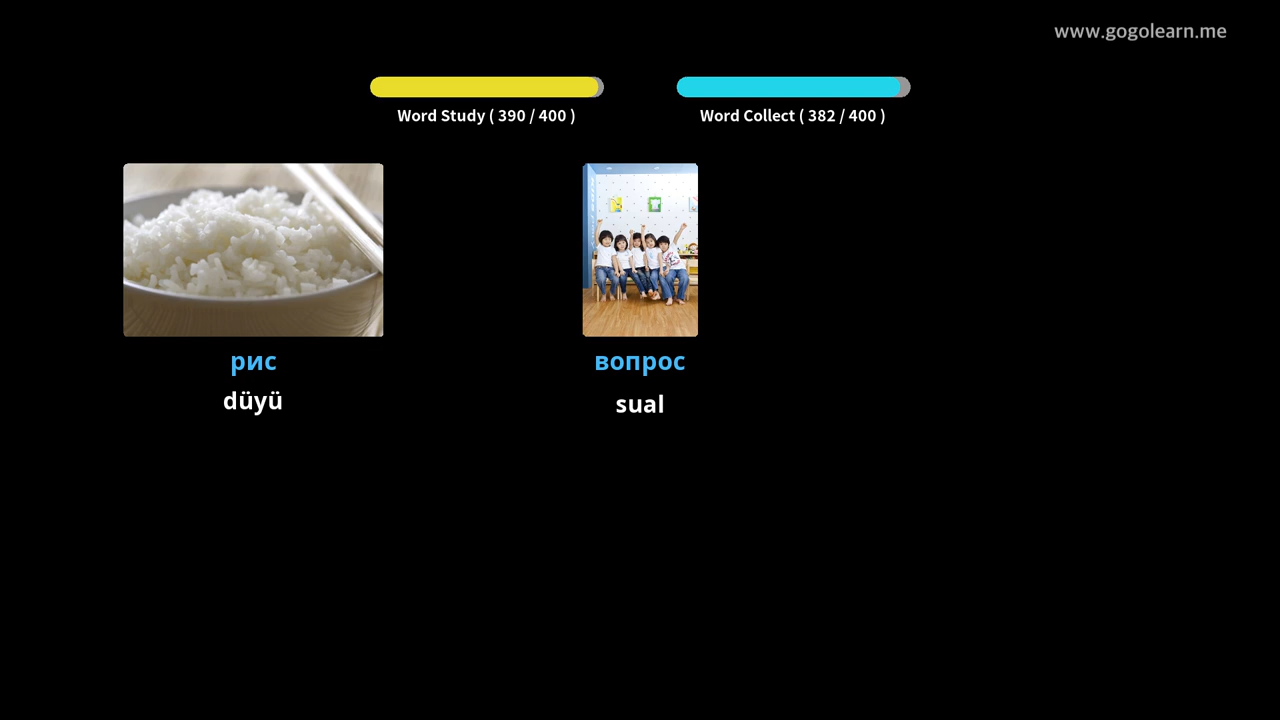 www.gogolearn.me
Word Study ( 390 / 400 )
Word Collect ( 382 / 400 )
рис
düyü
вопрос
sual